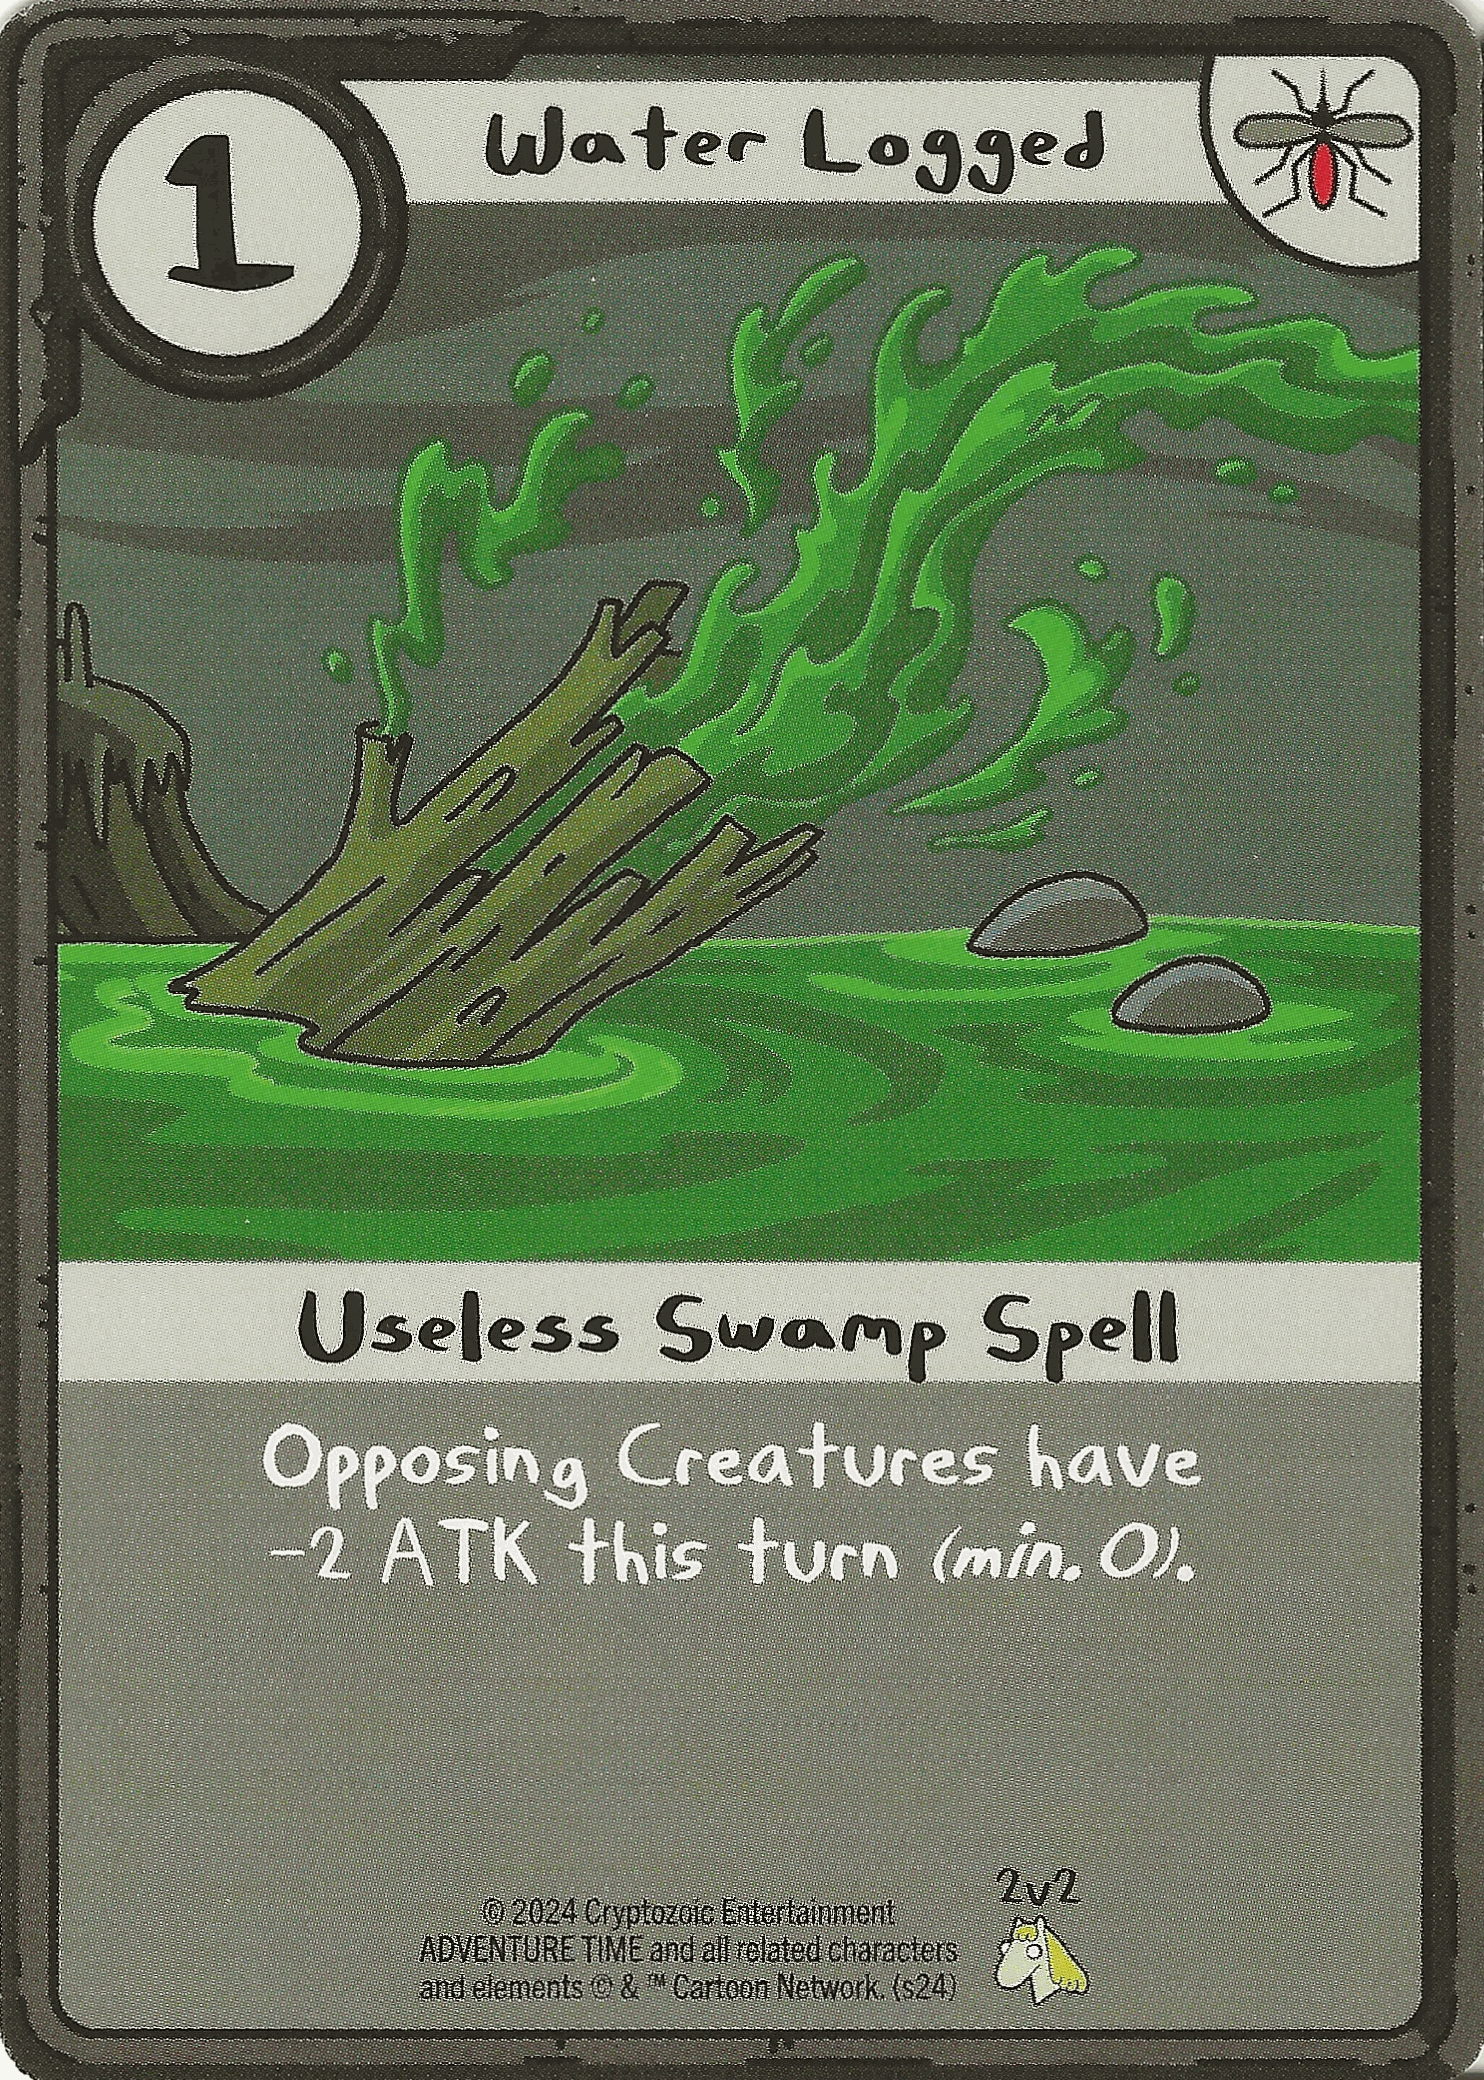 1
Water Logged
Useless Swamp Spell
Opposing Creatures have
-2 ATK this turn (min. 0).
2v2
© 2024 Cryptozoic Entertainment
ADVENTURE TIME and all related characters
and elements © & ™ Cartoon Network. (s24)